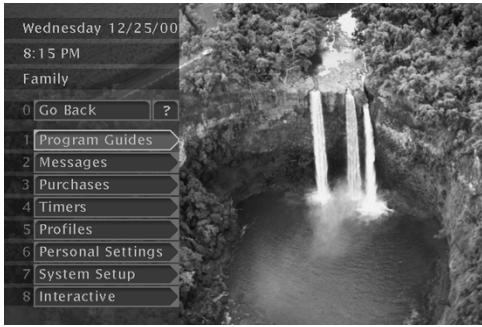 Wednesday 12/25/00
8:15 PM
Family
0 Go Back ?
1 Program Guides
2 Messages
3 Purchases
4 Timers
5 Profiles
6 Personal Settings
7 System Setup
8 Interactive